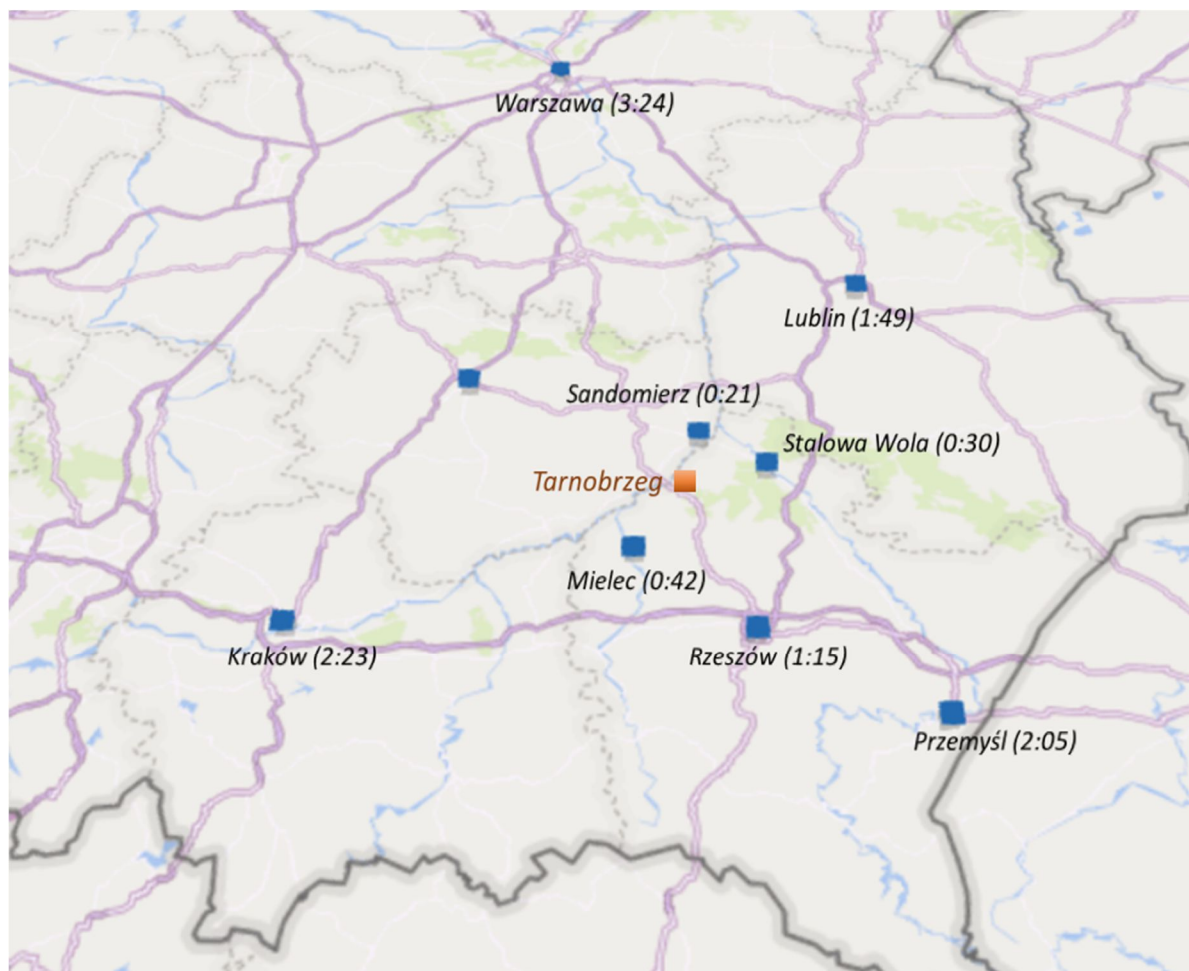 Warszawa (3:24)
Lublin (1:49)
Sandomierz (0:21)
Stalowa Wola (0:30)
Tarnobrzeg
Mielec (0:42)
Kraków (2:23)
Rzeszów (1:15)
Przemyśl (2:05)